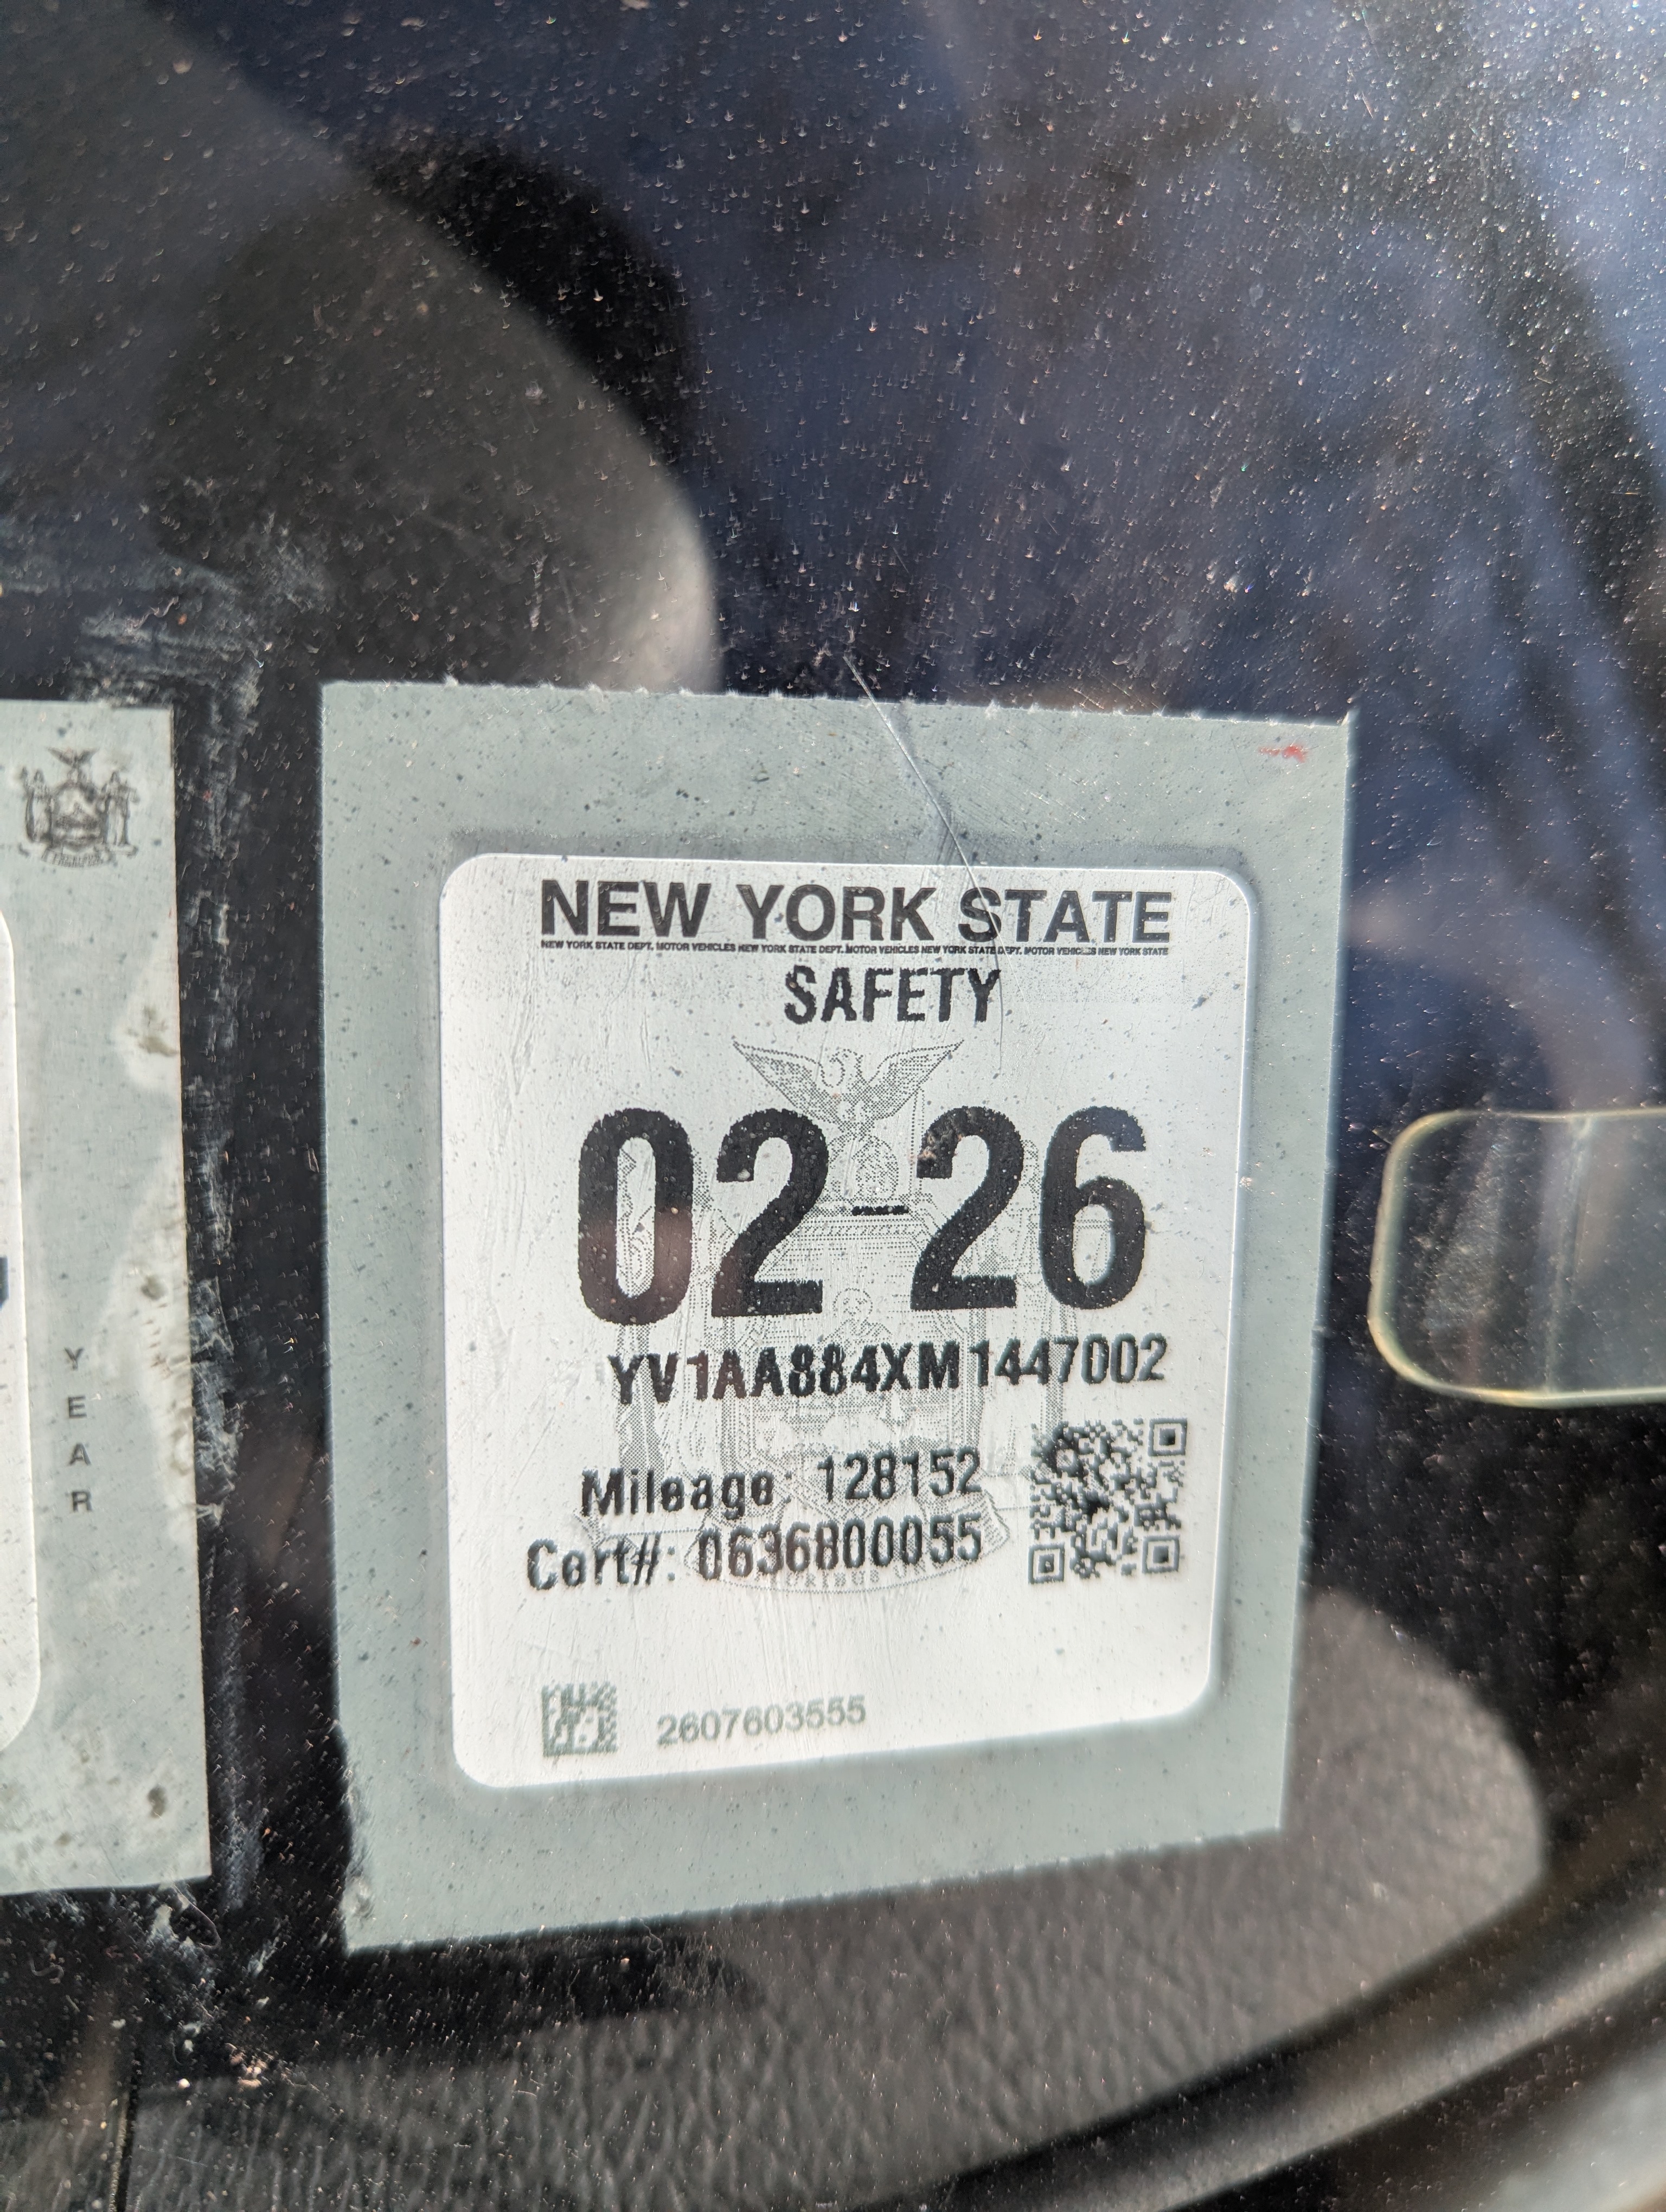 NEW YORK STATE
NEW YORK STATE DEPT. MOTOR VEHICLES NEW YORK STATE DEPT. MOTOR VEHICLES NEW YORK STATE DEPT. MOTOR VEHICLES NEW YORK STATE
SAFETY
02 26
YV1AA884XM1447002
Mileage: 128152
Cert#: 0636800055
2607603555
YEAR